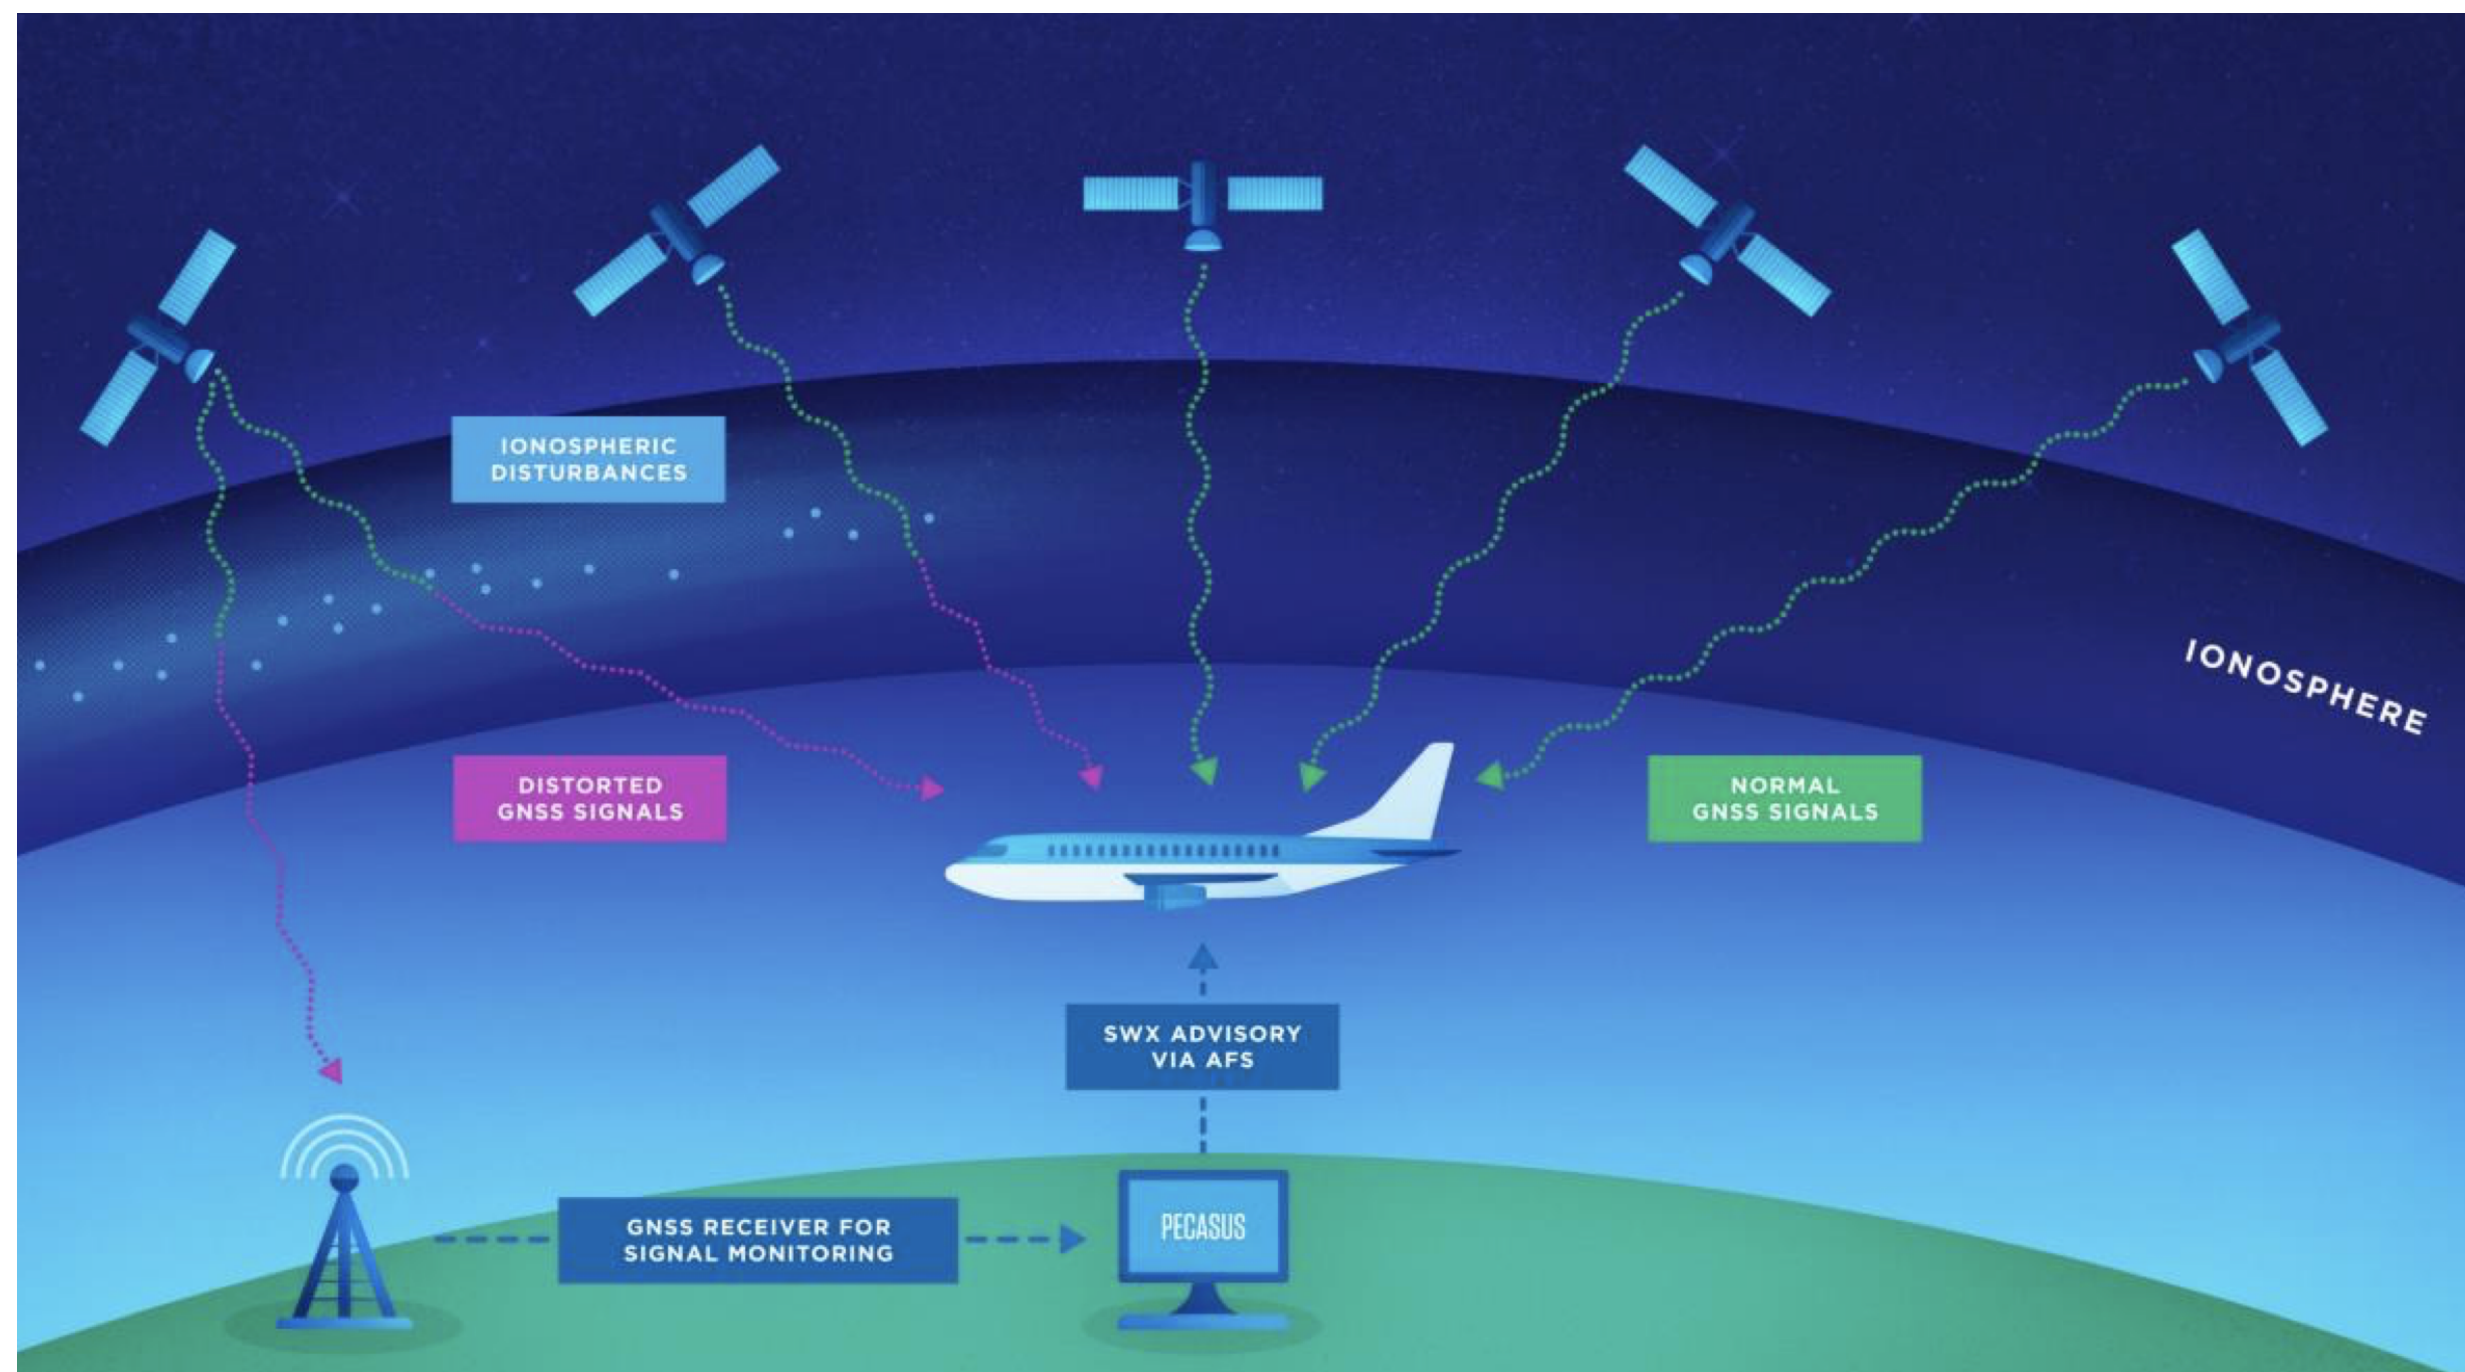 IONOSPHERIC
DISTURBANCES
IONOSPHERE
DISTORTED
GNSS SIGNALS
NORMAL
GNSS SIGNALS
SWX ADVISORY
VIA AFS
GNSS RECEIVER FOR
SIGNAL MONITORING
PECASUS